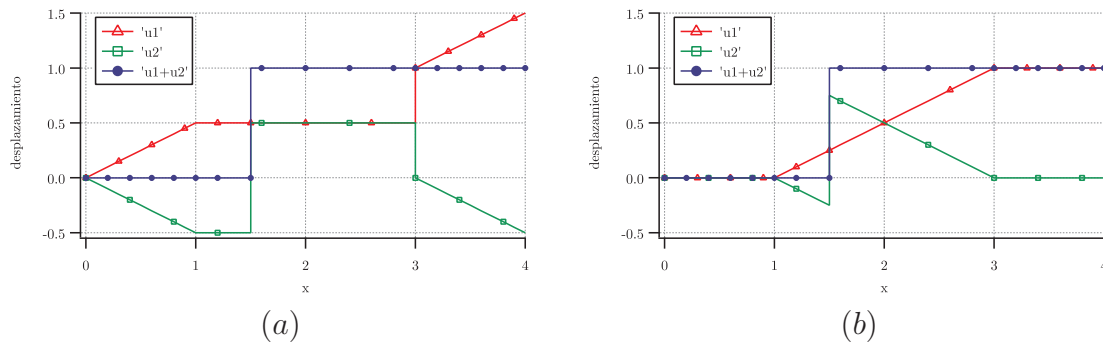 1.5
1.0
0.5
0.0
-0.5
desplazamiento
'u1'
'u2'
'u1+u2'
0 1 2 3 4
x
(a)
1.5
1.0
0.5
0.0
-0.5
desplazamiento
'u1'
'u2'
'u1+u2'
0 1 2 3 4
x
(b)